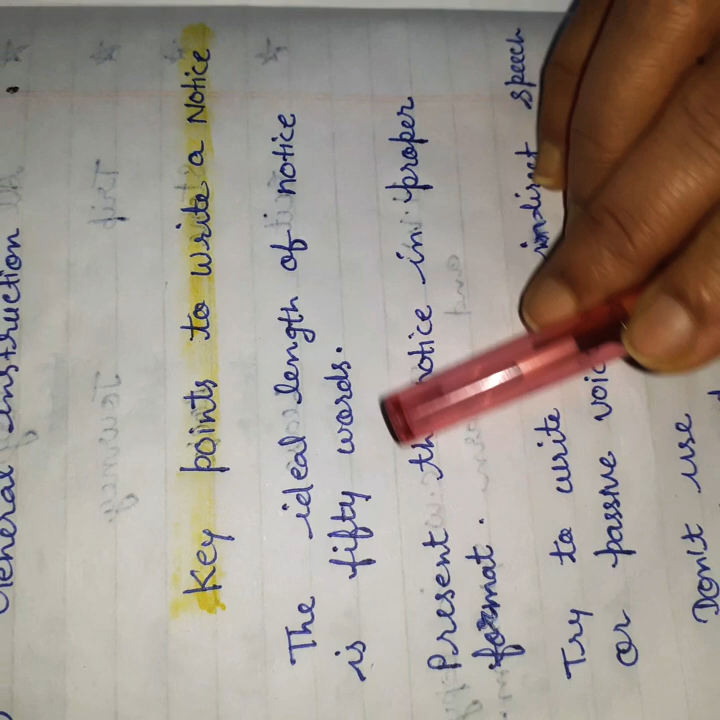 General instruction
Key points to write a Notice
The ideal length of notice
is fifty words.
Present the notice in proper
format.
Try to write indirect speech
or passive voice
Don't use